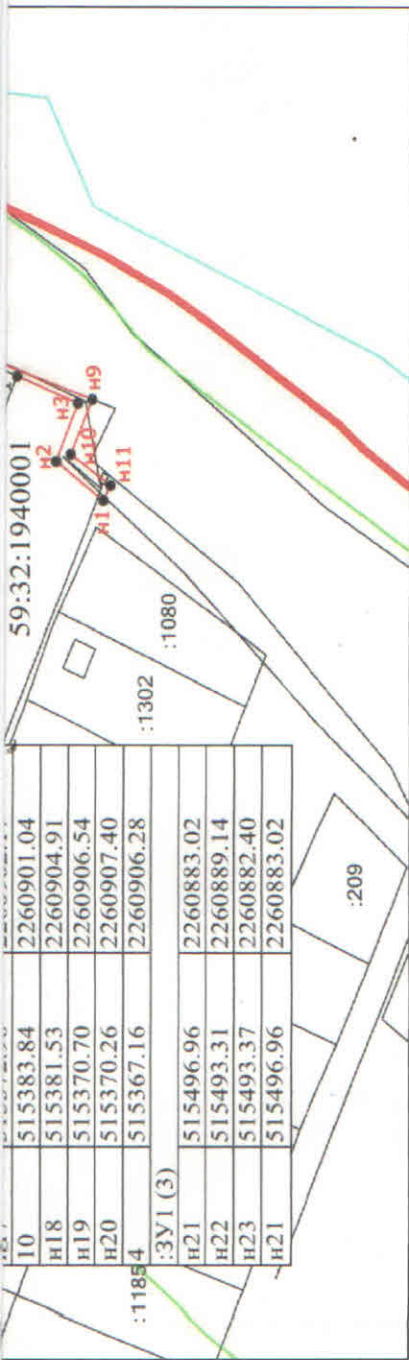 10 515383.84 2260901.04
н18 515381.53 2260904.91
н19 515370.70 2260906.54
н20 515370.26 2260907.40
4 515367.16 2260906.28
:ЗУ1 (3)
н21 515496.96 2260883.02
н22 515493.31 2260889.14
н23 515493.37 2260882.40
н21 515496.96 2260883.02
59:32:1940001
н2
н3
н9
н10
н1
н11
:1080
:1302
:209